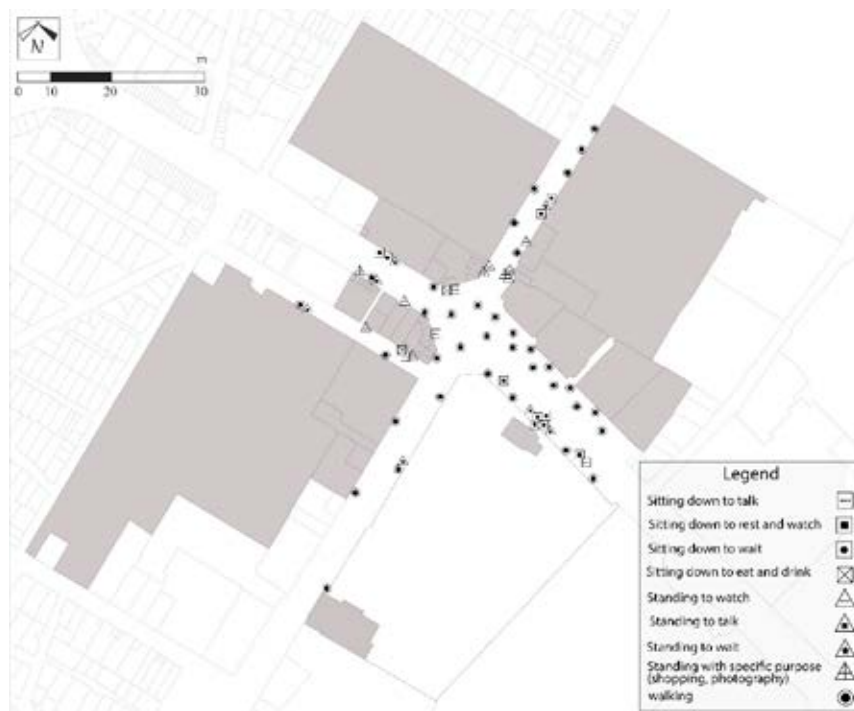 N
m
0 10 20 30
Legend
Sitting down to talk
Sitting down to rest and watch
Sitting down to wait
Sitting down to eat and drink
Standing to watch
Standing to talk
Standing to wait
Standing with specific purpose
(shopping, photography)
walking